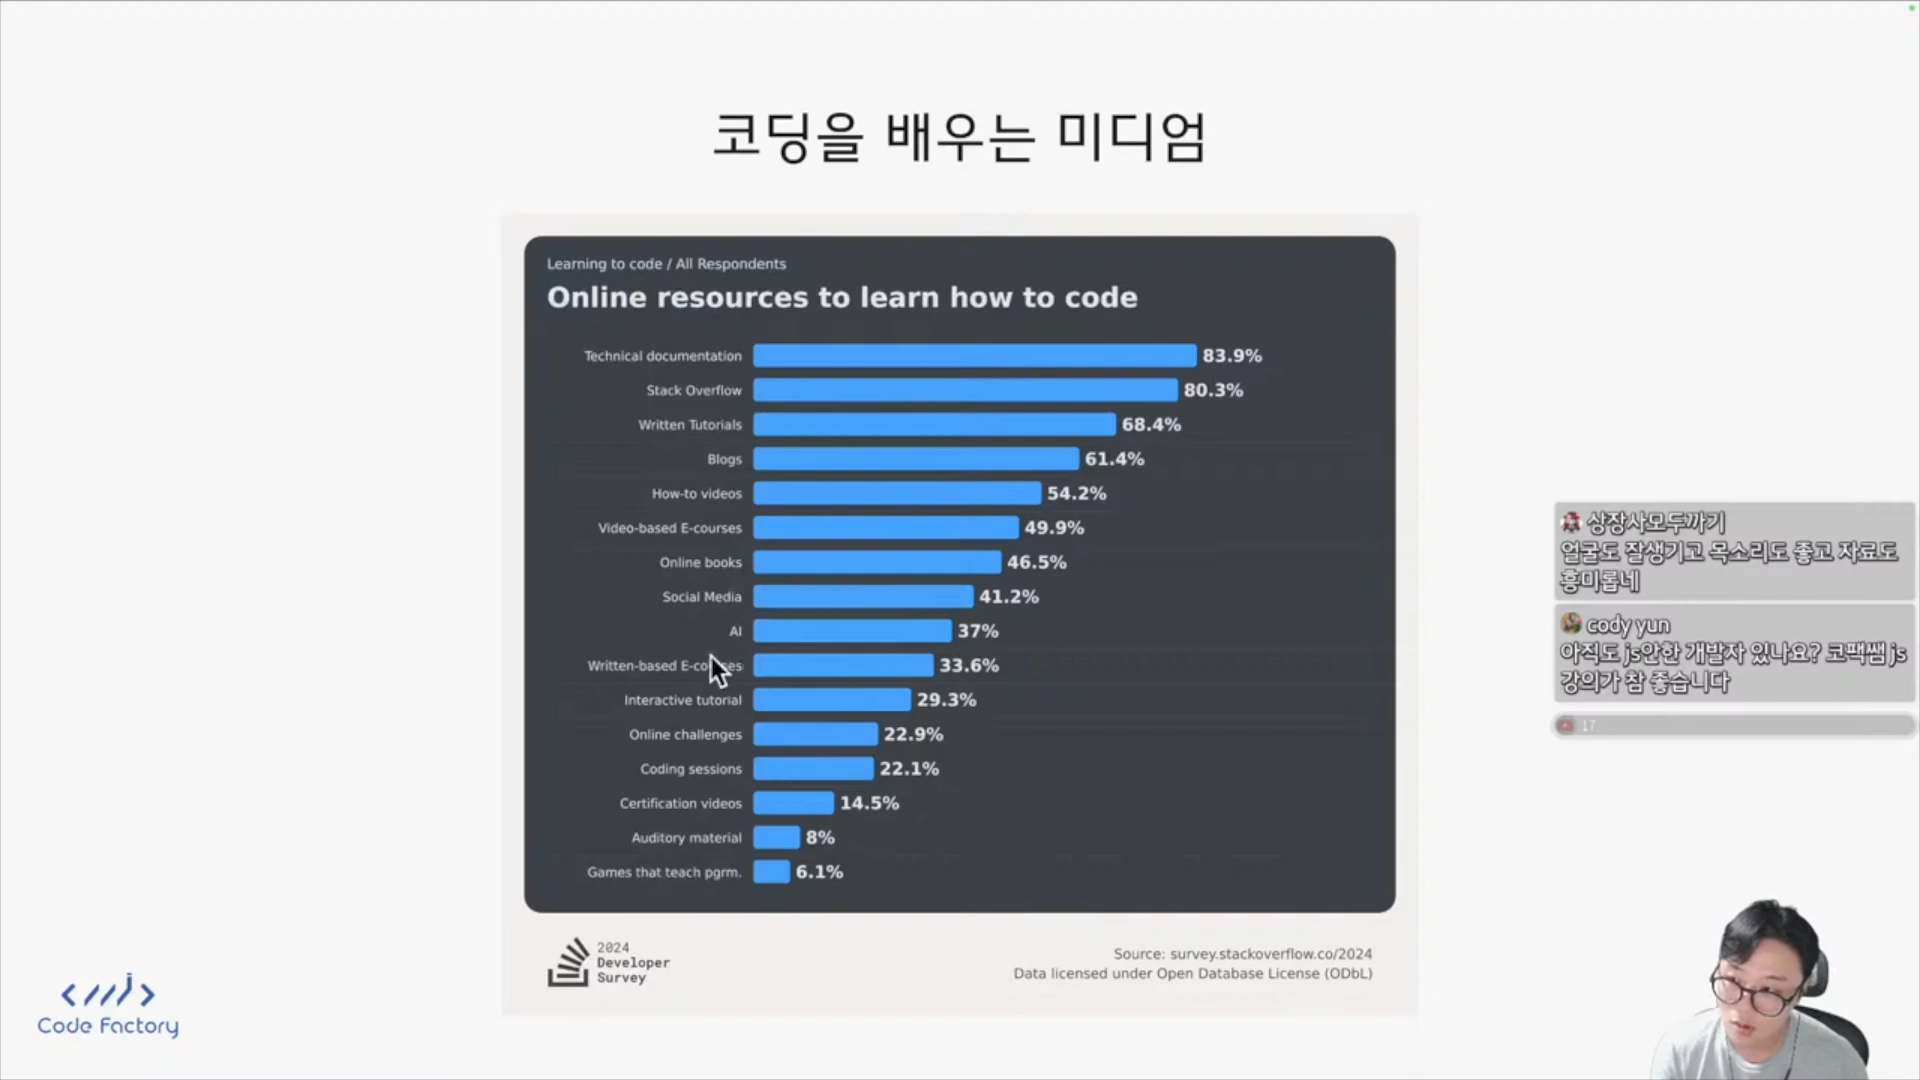 코딩을 배우는 미디엄
Learning to code / All Respondents
Online resources to learn how to code
Technical documentation 83.9%
Stack Overflow 80.3%
Written Tutorials 68.4%
Blogs 61.4%
How-to videos 54.2%
Video-based E-courses 49.9%
Online books 46.5%
Social Media 41.2%
AI 37%
Written-based E-courses 33.6%
Interactive tutorial 29.3%
Online challenges 22.9%
Coding sessions 22.1%
Certification videos 14.5%
Auditory material 8%
Games that teach pgrm. 6.1%
2024
Developer
Survey
Source: survey.stackoverflow.co/2024
Data licensed under Open Database License (ODbL)
상장사모두까기
얼굴도 잘생기고 목소리도 좋고 자료도
흥미롭네
cody yun
아직도 js안한 개발자 있나요? 코팩쌤 js
강의가 참 좋습니다
17
Code Factory